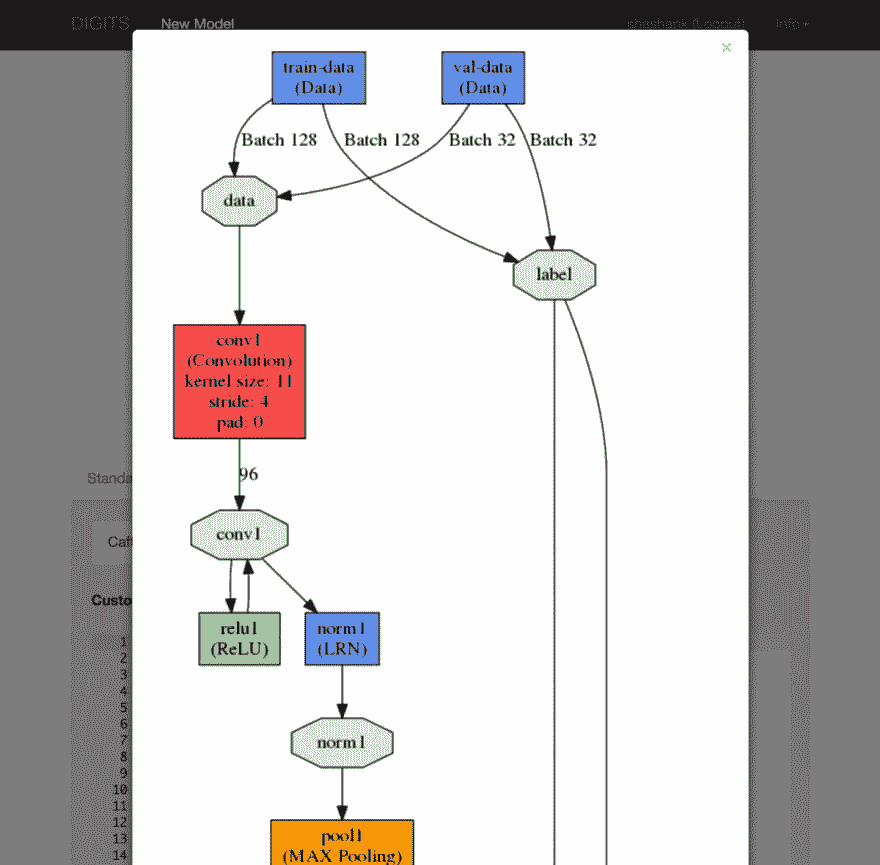 DIGITS
New Model
shashank (Logout)
Info
×
train-data
(Data)
val-data
(Data)
Batch 128
Batch 128
Batch 32
Batch 32
data
label
conv1
(Convolution)
kernel size: 11
stride: 4
pad: 0
Standa
96
conv1
Caf
Custo
relu1
(ReLU)
norm1
(LRN)
1
2
3
4
5
6
7
8
9
10
11
12
13
14
norm1
pool1
(MAX Pooling)